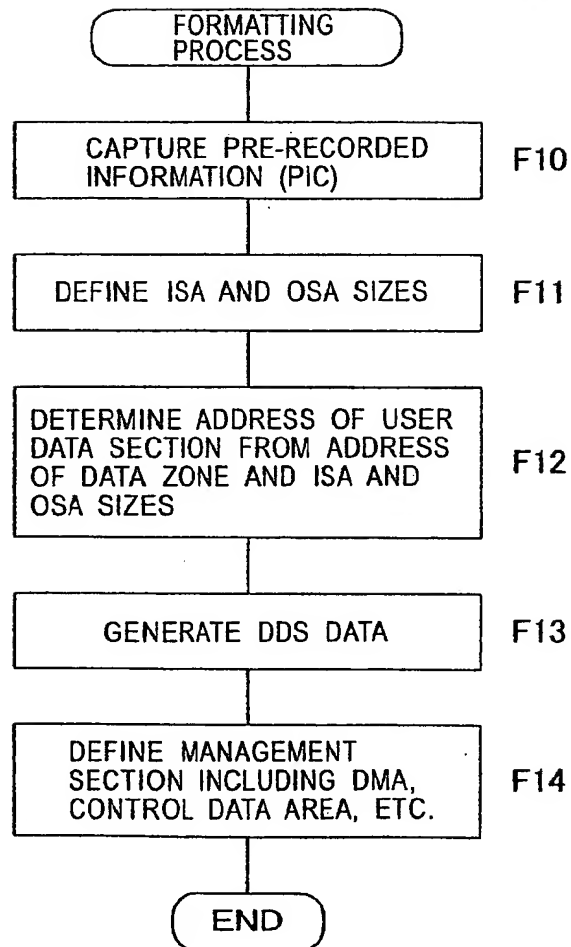 FORMATTING
PROCESS
CAPTURE PRE-RECORDED
INFORMATION (PIC)
F10
DEFINE ISA AND OSA SIZES
F11
DETERMINE ADDRESS OF USER
DATA SECTION FROM ADDRESS
OF DATA ZONE AND ISA AND
OSA SIZES
F12
GENERATE DDS DATA
F13
DEFINE MANAGEMENT
SECTION INCLUDING DMA,
CONTROL DATA AREA, ETC.
F14
END